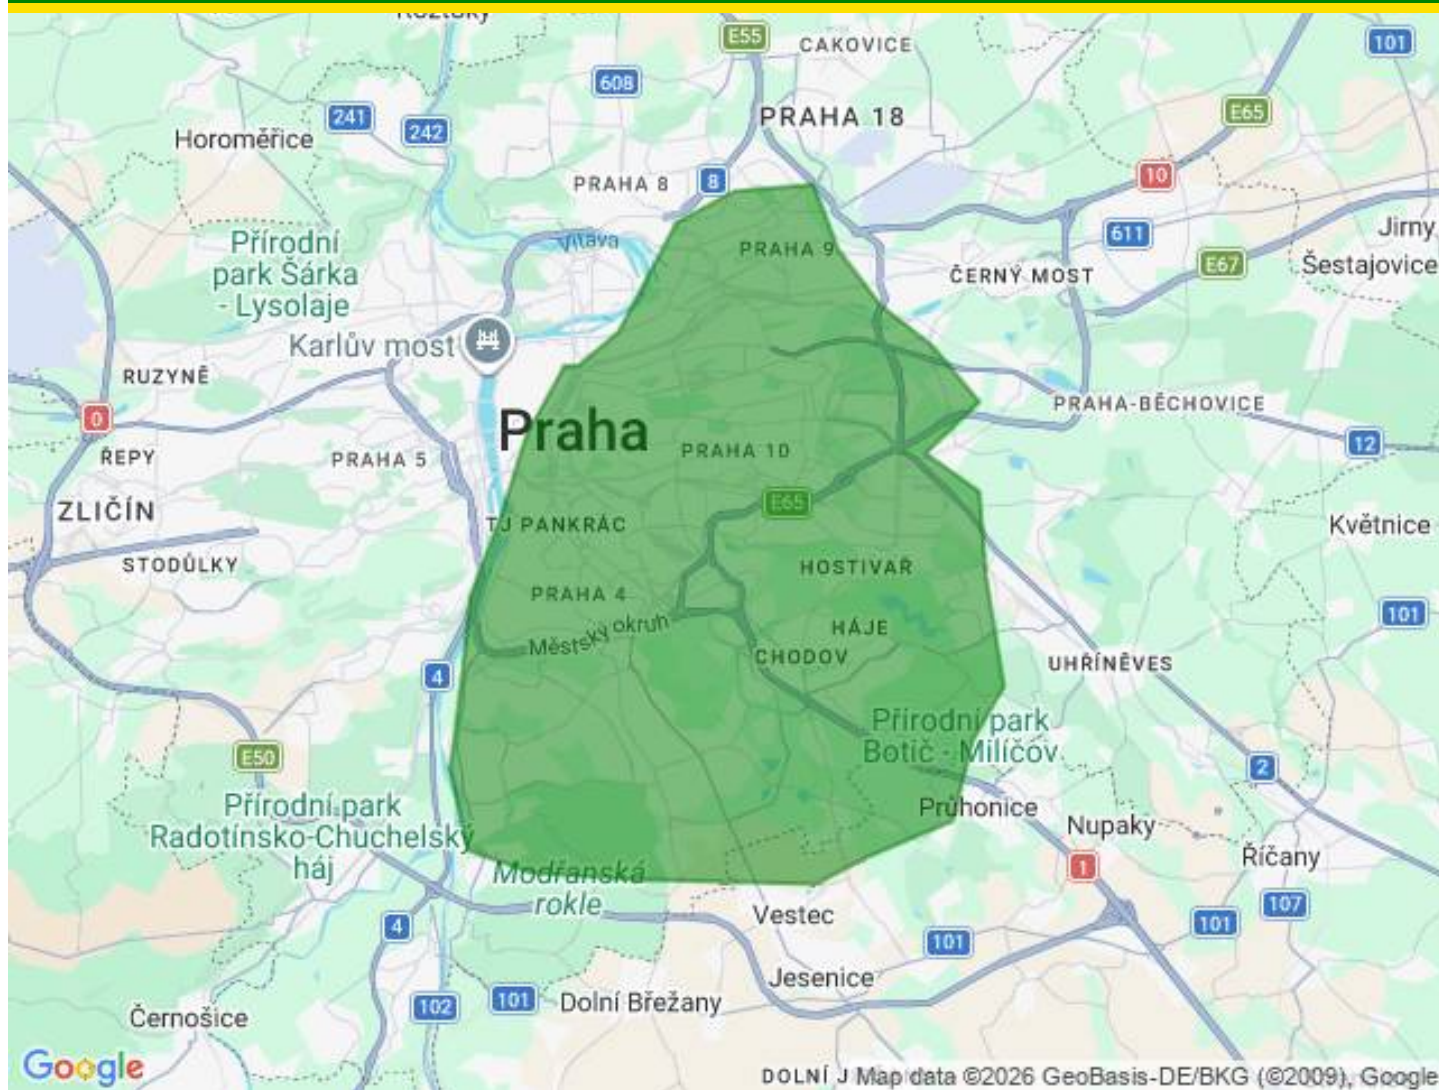 E55
ČAKOVICE
101
608
241
242
PRAHA 18
E65
Horoměřice
10
PRAHA 8
8
Vltava
Jirny
Přírodní
park Šárka
- Lysolaje
PRAHA 9
611
E67
Šestajovice
ČERNÝ MOST
Karlův most
RUZYNĚ
0
PRAHA-BĚCHOVICE
Praha
12
ŘEPY
PRAHA 5
PRAHA 10
ZLIČÍN
E65
TJ PANKRÁC
Květnice
STODŮLKY
HOSTIVAŘ
PRAHA 4
101
Městský okruh
HÁJE
CHODOV
UHŘÍNĚVES
4
Přírodní park
Botič - Milíčov
E50
2
Přírodní park
Radotínsko-Chuchelský
háj
Průhonice
Nupaky
Říčany
1
Modřanská
rokle
Vestec
107
101
4
101
Jesenice
102
101
Dolní Břežany
Černošice
Google
DOLNÍ J
Map data ©2026 GeoBasis-DE/BKG (©2009), Google